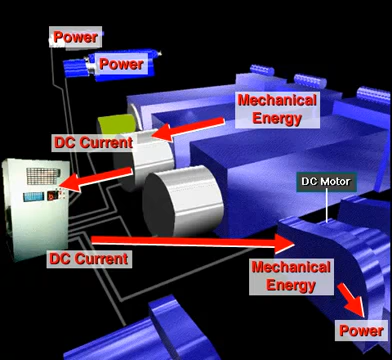 Power
Power
Mechanical
Energy
DC Current
DC Motor
DC Current
Mechanical
Energy
Power